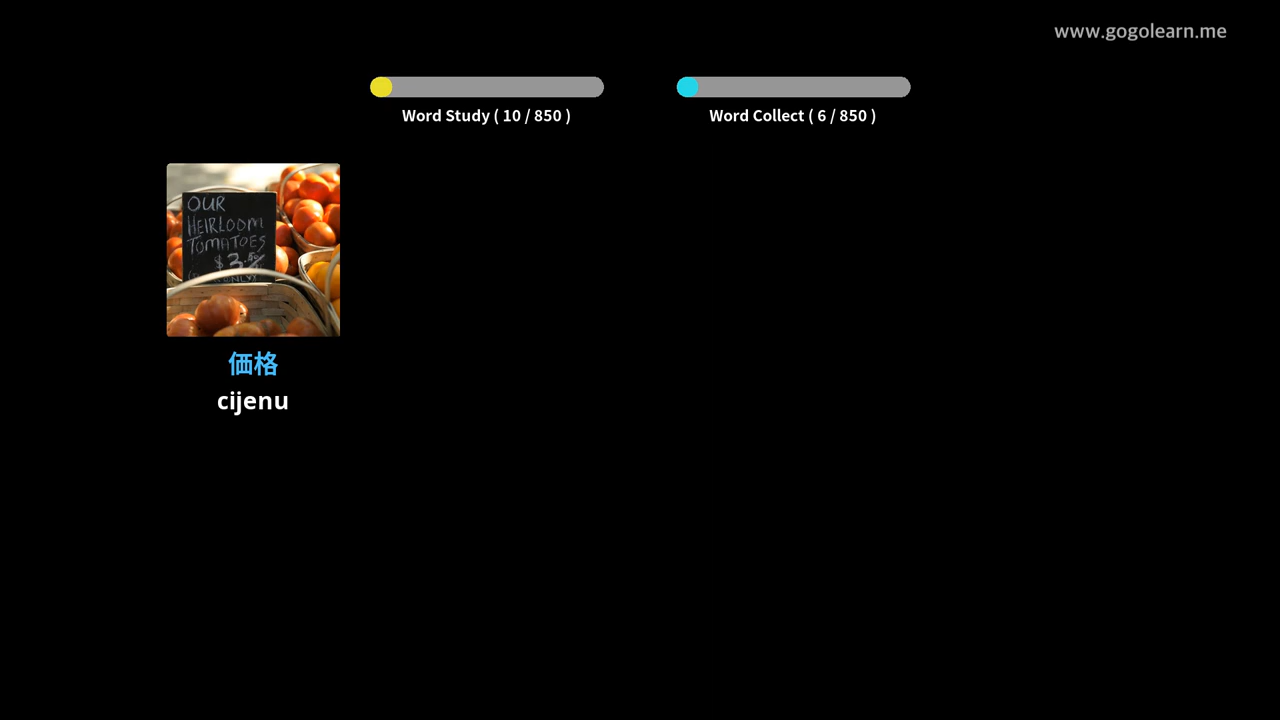 www.gogolearn.me
Word Study ( 10 / 850 )
Word Collect ( 6 / 850 )
OUR
HEIRLOOM
TOMATOES
価格
cijenu